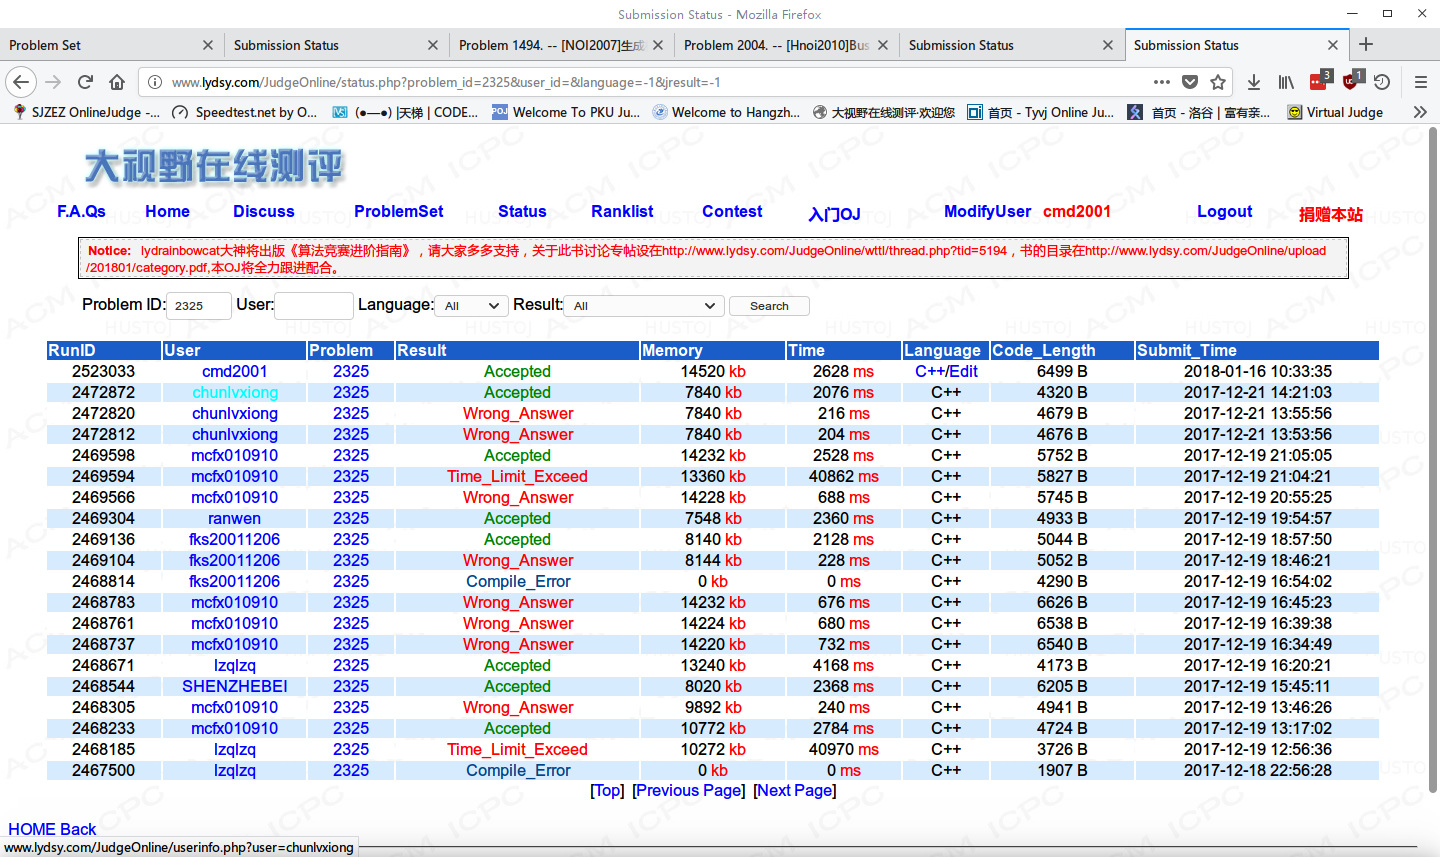 Submission Status - Mozilla Firefox
Problem Set
Submission Status
Problem 1494. -- [NOI2007]生成
Problem 2004. -- [Hnoi2010]Bus
Submission Status
Submission Status
www.lydsy.com/JudgeOnline/status.php?problem_id=2325&user_id=&language=-1&jresult=-1
3
1
SJZEZ OnlineJudge -...
Speedtest.net by O...
(●—●) |天梯 | CODE...
Welcome To PKU Ju...
Welcome to Hangzh...
大视野在线测评-欢迎您
首页 - Tyvj Online Ju...
首页 - 洛谷 | 富有亲...
Virtual Judge
大视野在线测评
F.A.Qs Home Discuss ProblemSet Status Ranklist Contest 入门OJ ModifyUser cmd2001 Logout 捐赠本站
Notice: lydrainbowcat大神将出版《算法竞赛进阶指南》，请大家多多支持，关于此书讨论专帖设在http://www.lydsy.com/JudgeOnline/wttl/thread.php?tid=5194，书的目录在http://www.lydsy.com/JudgeOnline/upload
/201801/category.pdf,本OJ将全力跟进配合。
Problem ID: 2325 User: Language: All Result: All Search
RunID User Problem Result Memory Time Language Code_Length Submit_Time
2523033 cmd2001 2325 Accepted 14520 kb 2628 ms C++/Edit 6499 B 2018-01-16 10:33:35
2472872 chunlvxiong 2325 Accepted 7840 kb 2076 ms C++ 4320 B 2017-12-21 14:21:03
2472820 chunlvxiong 2325 Wrong_Answer 7840 kb 216 ms C++ 4679 B 2017-12-21 13:55:56
2472812 chunlvxiong 2325 Wrong_Answer 7840 kb 204 ms C++ 4676 B 2017-12-21 13:53:56
2469598 mcfx010910 2325 Accepted 14232 kb 2528 ms C++ 5752 B 2017-12-19 21:05:05
2469594 mcfx010910 2325 Time_Limit_Exceed 13360 kb 40862 ms C++ 5827 B 2017-12-19 21:04:21
2469566 mcfx010910 2325 Wrong_Answer 14228 kb 688 ms C++ 5745 B 2017-12-19 20:55:25
2469304 ranwen 2325 Accepted 7548 kb 2360 ms C++ 4933 B 2017-12-19 19:54:57
2469136 fks20011206 2325 Accepted 8140 kb 2128 ms C++ 5044 B 2017-12-19 18:57:50
2469104 fks20011206 2325 Wrong_Answer 8144 kb 228 ms C++ 5052 B 2017-12-19 18:46:21
2468814 fks20011206 2325 Compile_Error 0 kb 0 ms C++ 4290 B 2017-12-19 16:54:02
2468783 mcfx010910 2325 Wrong_Answer 14232 kb 676 ms C++ 6626 B 2017-12-19 16:45:23
2468761 mcfx010910 2325 Wrong_Answer 14224 kb 680 ms C++ 6538 B 2017-12-19 16:39:38
2468737 mcfx010910 2325 Wrong_Answer 14220 kb 732 ms C++ 6540 B 2017-12-19 16:34:49
2468671 lzqlzq 2325 Accepted 13240 kb 4168 ms C++ 4173 B 2017-12-19 16:20:21
2468544 SHENZHEBEI 2325 Accepted 8020 kb 2368 ms C++ 6205 B 2017-12-19 15:45:11
2468305 mcfx010910 2325 Wrong_Answer 9892 kb 240 ms C++ 4941 B 2017-12-19 13:46:26
2468233 mcfx010910 2325 Accepted 10772 kb 2784 ms C++ 4724 B 2017-12-19 13:17:02
2468185 lzqlzq 2325 Time_Limit_Exceed 10272 kb 40970 ms C++ 3726 B 2017-12-19 12:56:36
2467500 lzqlzq 2325 Compile_Error 0 kb 0 ms C++ 1907 B 2017-12-18 22:56:28
[Top] [Previous Page] [Next Page]
HOME Back
www.lydsy.com/JudgeOnline/userinfo.php?user=chunlvxiong